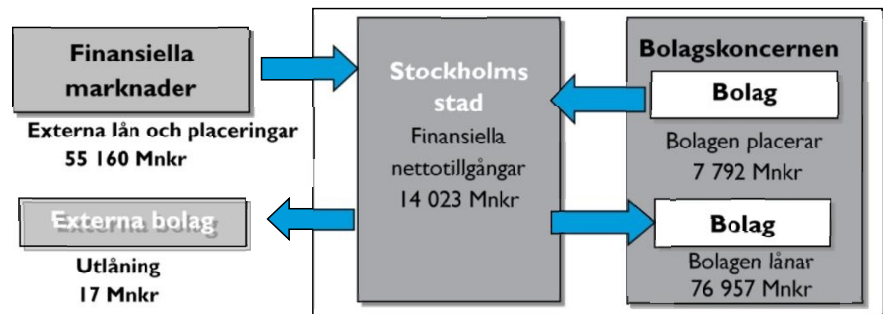 Finansiella
marknader
Externa lån och placeringar
55 160 Mnkr
Externa bolag
Utlåning
17 Mnkr
Stockholms
stad
Finansiella
nettotillgångar
14 023 Mnkr
Bolagskoncernen
Bolag
Bolagen placerar
7 792 Mnkr
Bolag
Bolagen lånar
76 957 Mnkr